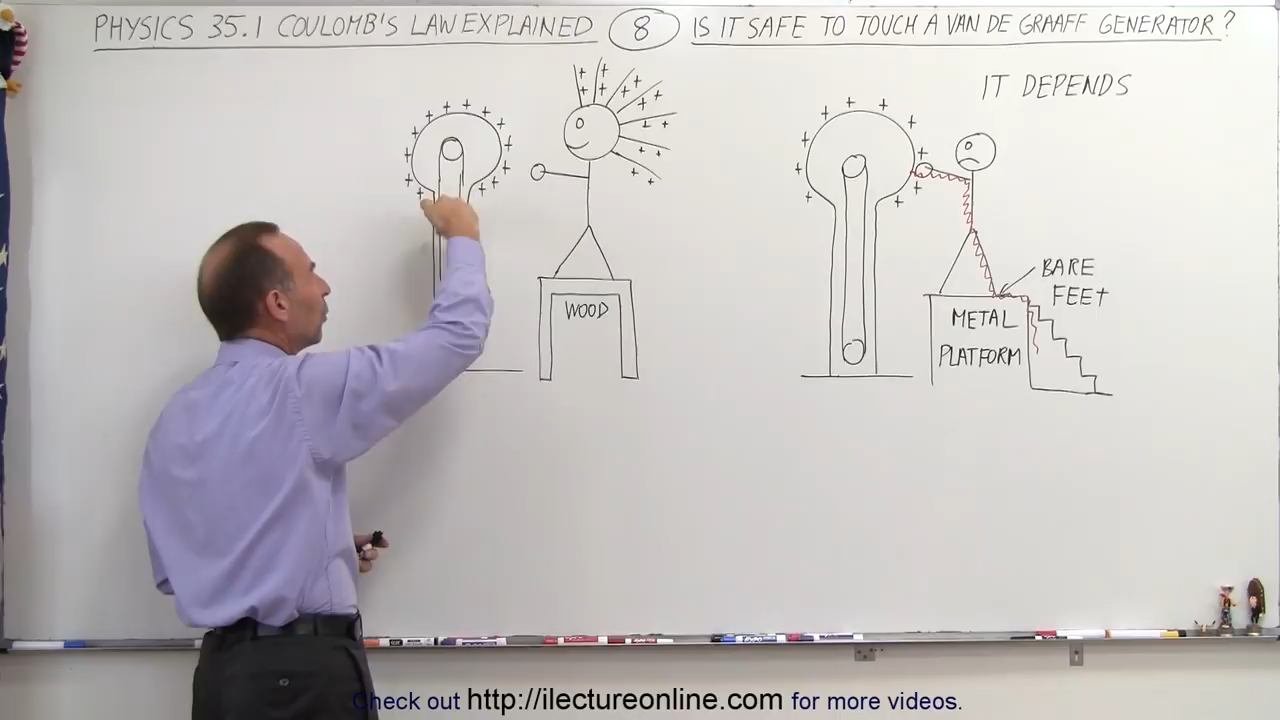 PHYSICS 35.1 COULOMB'S LAW EXPLAINED 8 IS IT SAFE TO TOUCH A VAN DE GRAAFF GENERATOR?
IT DEPENDS
WOOD
BARE
FEET
METAL
PLATFORM
Check out http://ilectureonline.com for more videos.